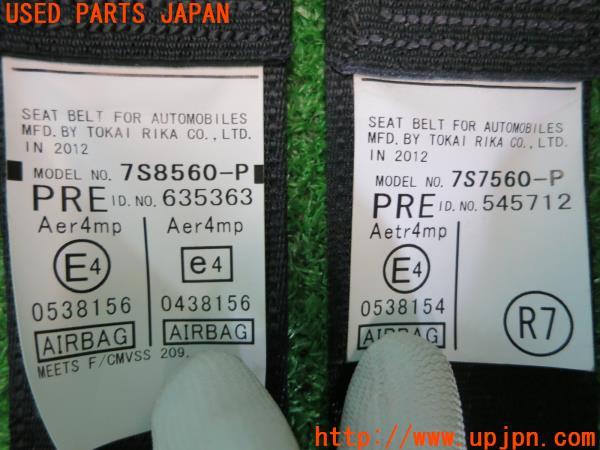 USED PARTS JAPAN
SEAT BELT FOR AUTOMOBILES
MFD. BY TOKAI RIKA CO., LTD.
IN 2012
MODEL NO. 7S8560-P
PRE ID. NO. 635363
Aer4mp Aer4mp
E4 e4
0538156 0438156
AIRBAG AIRBAG
MEETS F/CMVSS 209,
SEAT BELT FOR AUTOMOBILES
MFD. BY TOKAI RIKA CO., LTD.
IN 2012
MODEL NO. 7S7560-P
PRE ID. NO. 545712
Aetr4mp
E4
0538154
AIRBAG
R7
http://www.upjpn.com/